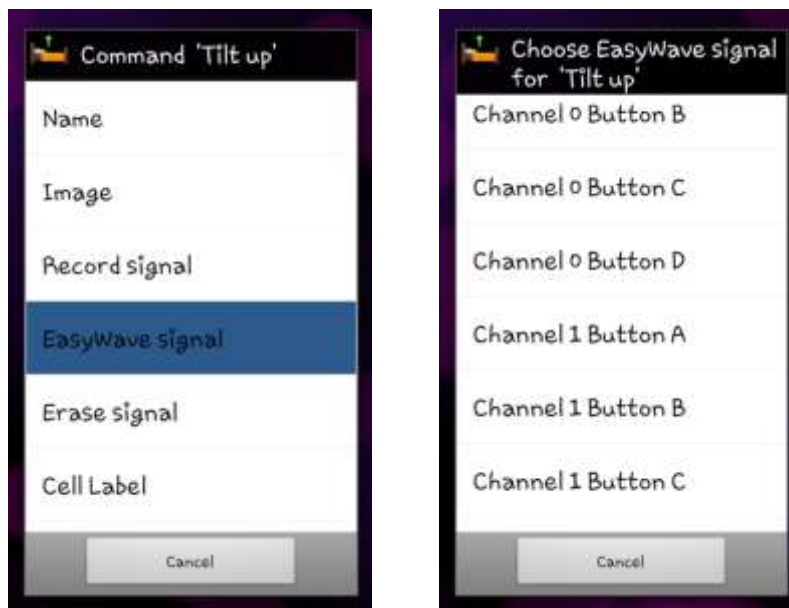 Command 'Tilt up'
Name
Image
Record signal
EasyWave signal
Erase signal
Cell Label
Cancel
Choose EasyWave signal
for 'Tilt up'
Channel 0 Button B
Channel 0 Button C
Channel 0 Button D
Channel 1 Button A
Channel 1 Button B
Channel 1 Button C
Cancel